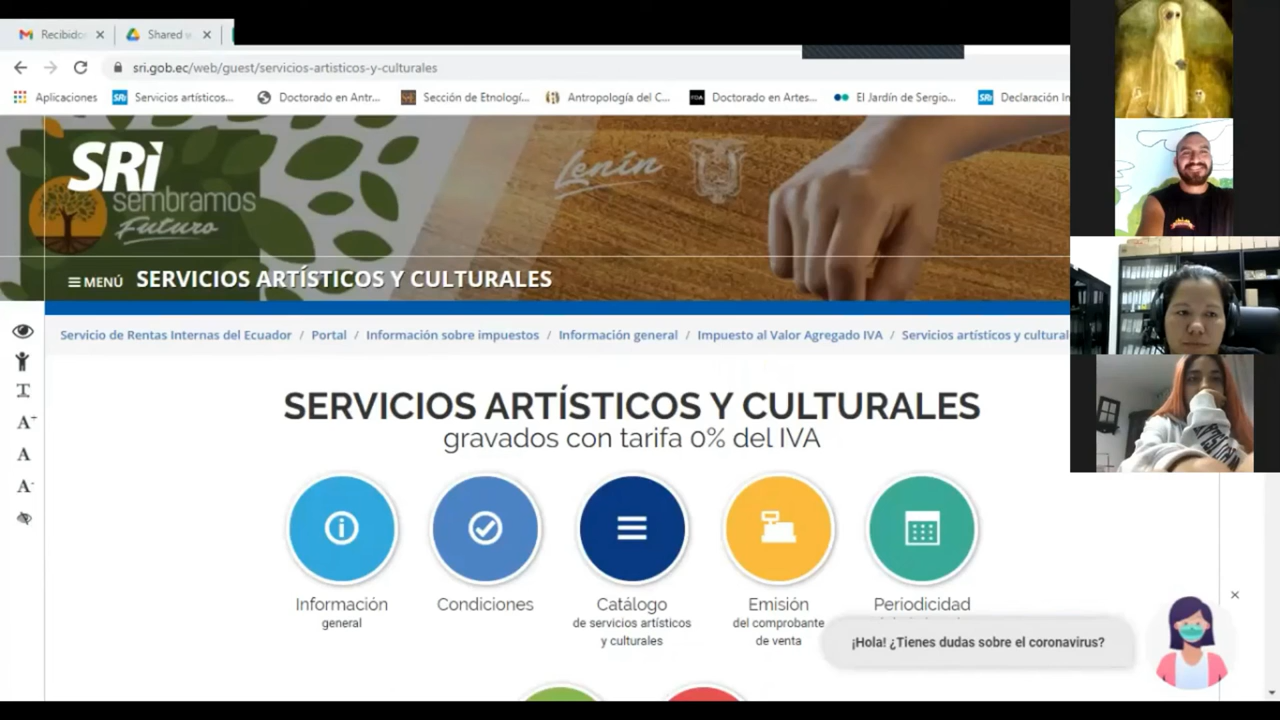 Recibidos
Shared w
sri.gob.ec/web/guest/servicios-artisticos-y-culturales
Aplicaciones
Servicios artísticos...
Doctorado en Antr...
Sección de Etnologí...
Antropología del C...
Doctorado en Artes...
El Jardín de Sergio...
Declaración In
SRi
sembramos
Futuro
Lenín
MENÚ
SERVICIOS ARTÍSTICOS Y CULTURALES
Servicio de Rentas Internas del Ecuador / Portal / Información sobre impuestos / Información general / Impuesto al Valor Agregado IVA / Servicios artísticos y cultural
SERVICIOS ARTÍSTICOS Y CULTURALES
gravados con tarifa 0% del IVA
Información
general
Condiciones
Catálogo
de servicios artísticos
y culturales
Emisión
del comprobante
de venta
Periodicidad
¡Hola! ¿Tienes dudas sobre el coronavirus?